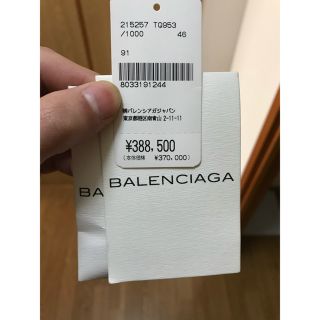 215257 TQ953
/1000 46
91
8033191244
㈱バレンシアガジャパン
東京都港区南青山 2-11-11
¥388,500
(本体価格 ¥370,000)
BALENCIAGA
BA